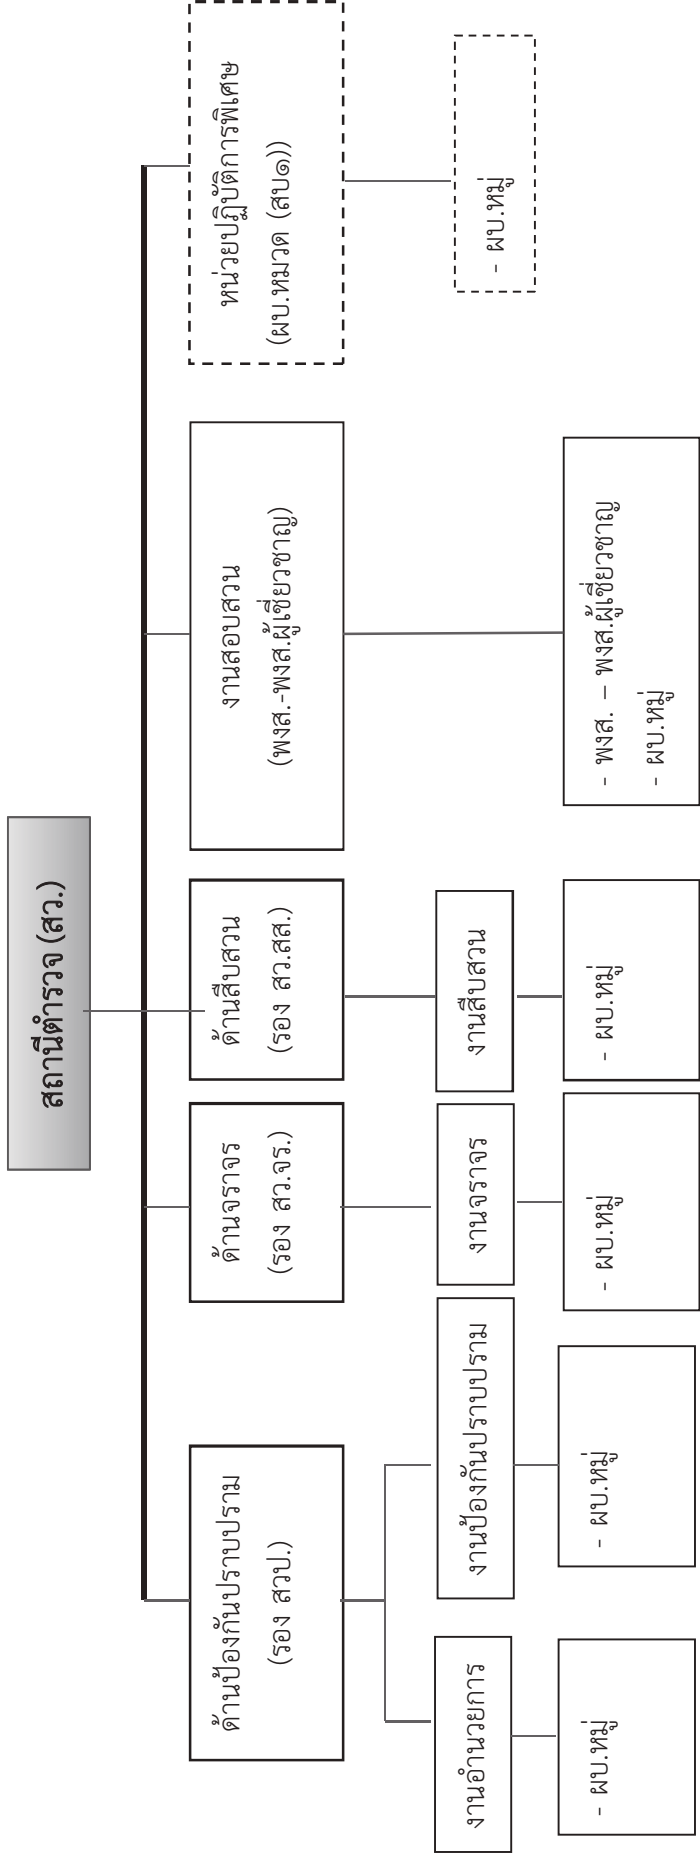 สถานีตำรวจ (สว.)
ด้านป้องกันปราบปราม
(รอง สวป.)
ด้านจราจร
(รอง สว.จร.)
ด้านสืบสวน
(รอง สว.สส.)
งานสอบสวน
(พงส.-พงส.ผู้เชี่ยวชาญ)
หน่วยปฏิบัติการพิเศษ
(ผบ.หมวด (สบ๑))
งานอำนวยการ
งานป้องกันปราบปราม
งานจราจร
งานสืบสวน
- ผบ.หมู่
- ผบ.หมู่
- ผบ.หมู่
- ผบ.หมู่
- พงส. – พงส.ผู้เชี่ยวชาญ
- ผบ.หมู่
- ผบ.หมู่